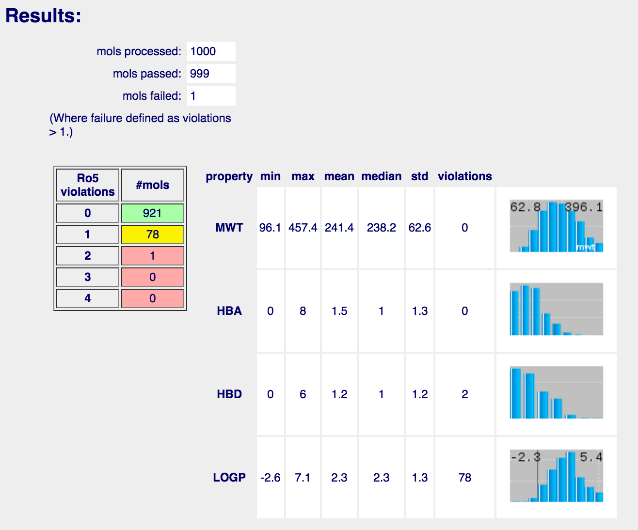 Results:
mols processed: 1000
mols passed: 999
mols failed: 1
(Where failure defined as violations
> 1.)
Ro5 violations #mols
0 921
1 78
2 1
3 0
4 0
property min max mean median std violations
MWT 96.1 457.4 241.4 238.2 62.6 0
62.8 396.1
mwt
HBA 0 8 1.5 1 1.3 0
HBD 0 6 1.2 1 1.2 2
LOGP -2.6 7.1 2.3 2.3 1.3 78
-2.3 5.4